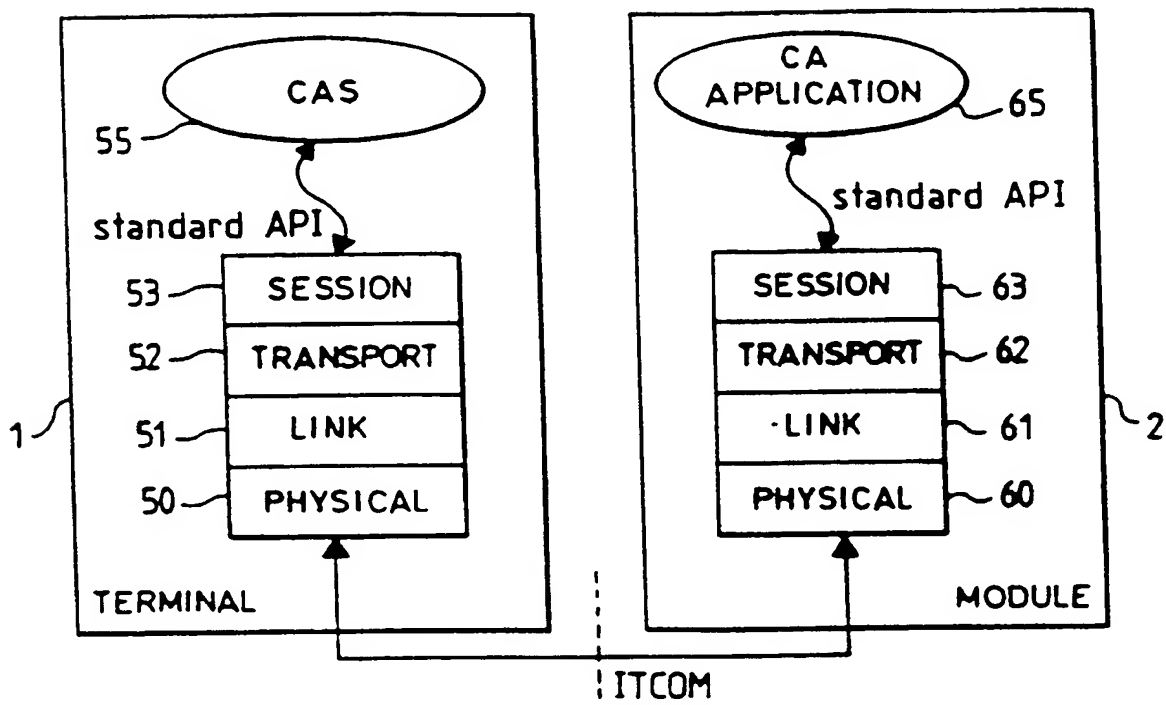 CAS
55
standard API
53
SESSION
52
TRANSPORT
51
LINK
50
PHYSICAL
1
TERMINAL
CA
APPLICATION
65
standard API
SESSION
63
TRANSPORT
62
LINK
61
PHYSICAL
60
2
MODULE
ITCOM